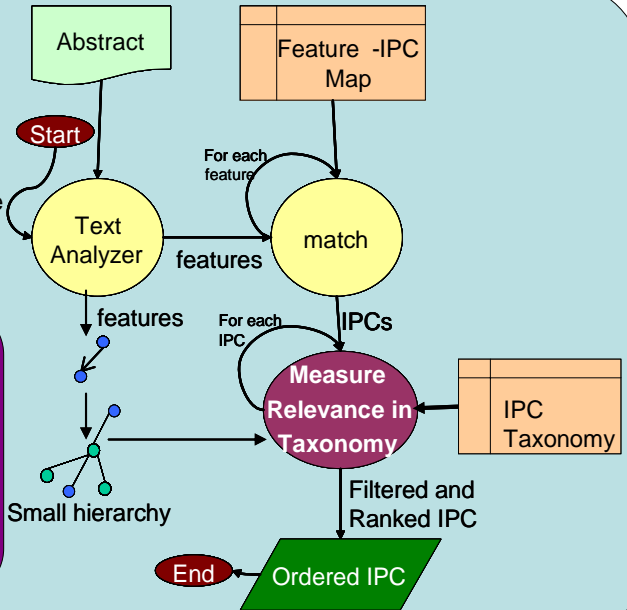 Abstract
Feature -IPC
Map
Start
For each
feature
e
Text
Analyzer
match
features
features
For each
IPC
IPCs
Measure
Relevance in
Taxonomy
IPC
Taxonomy
Small hierarchy
Filtered and
Ranked IPC
End
Ordered IPC